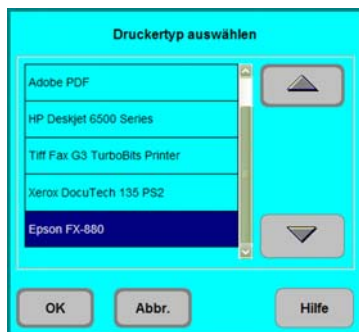 Druckertyp auswählen
Adobe PDF
HP Deskjet 6500 Series
Tiff Fax G3 TurboBits Printer
Xerox DocuTech 135 PS2
Epson FX-880
OK
Abbr.
Hilfe